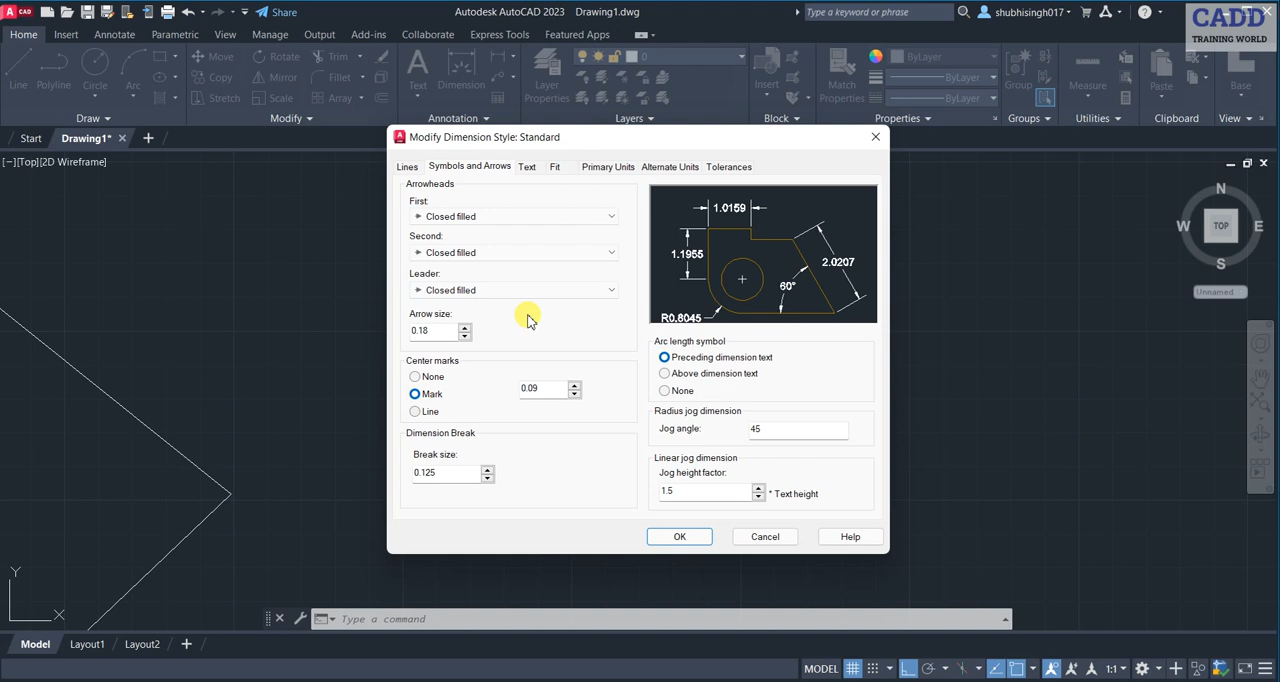 A CAD
Share
Autodesk AutoCAD 2023 Drawing1.dwg
Type a keyword or phrase
shubhisingh017
CADD
TRAINING WORLD
Home Insert Annotate Parametric View Manage Output Add-ins Collaborate Express Tools Featured Apps
Line Polyline Circle Arc
Move Rotate Trim
Copy Mirror Fillet
Stretch Scale Array
Text Dimension
Layer
Properties
0
Insert
Match
Properties
ByLayer
ByLayer
ByLayer
Group
Measure
Paste
Base
Draw Modify Annotation Layers Block Properties Groups Utilities Clipboard View
Start Drawing1*
[−][Top][2D Wireframe]
Modify Dimension Style: Standard
Lines Symbols and Arrows Text Fit Primary Units Alternate Units Tolerances
Arrowheads
First:
Closed filled
Second:
Closed filled
Leader:
Closed filled
Arrow size:
0.18
Center marks
None
Mark
0.09
Line
Dimension Break
Break size:
0.125
1.0159
1.1955
2.0207
60°
R0.8045
Arc length symbol
Preceding dimension text
Above dimension text
None
Radius jog dimension
Jog angle:
45
Linear jog dimension
Jog height factor:
1.5
* Text height
OK Cancel Help
N
W TOP E
S
Unnamed
Y
X
Type a command
Model Layout1 Layout2
MODEL
1:1